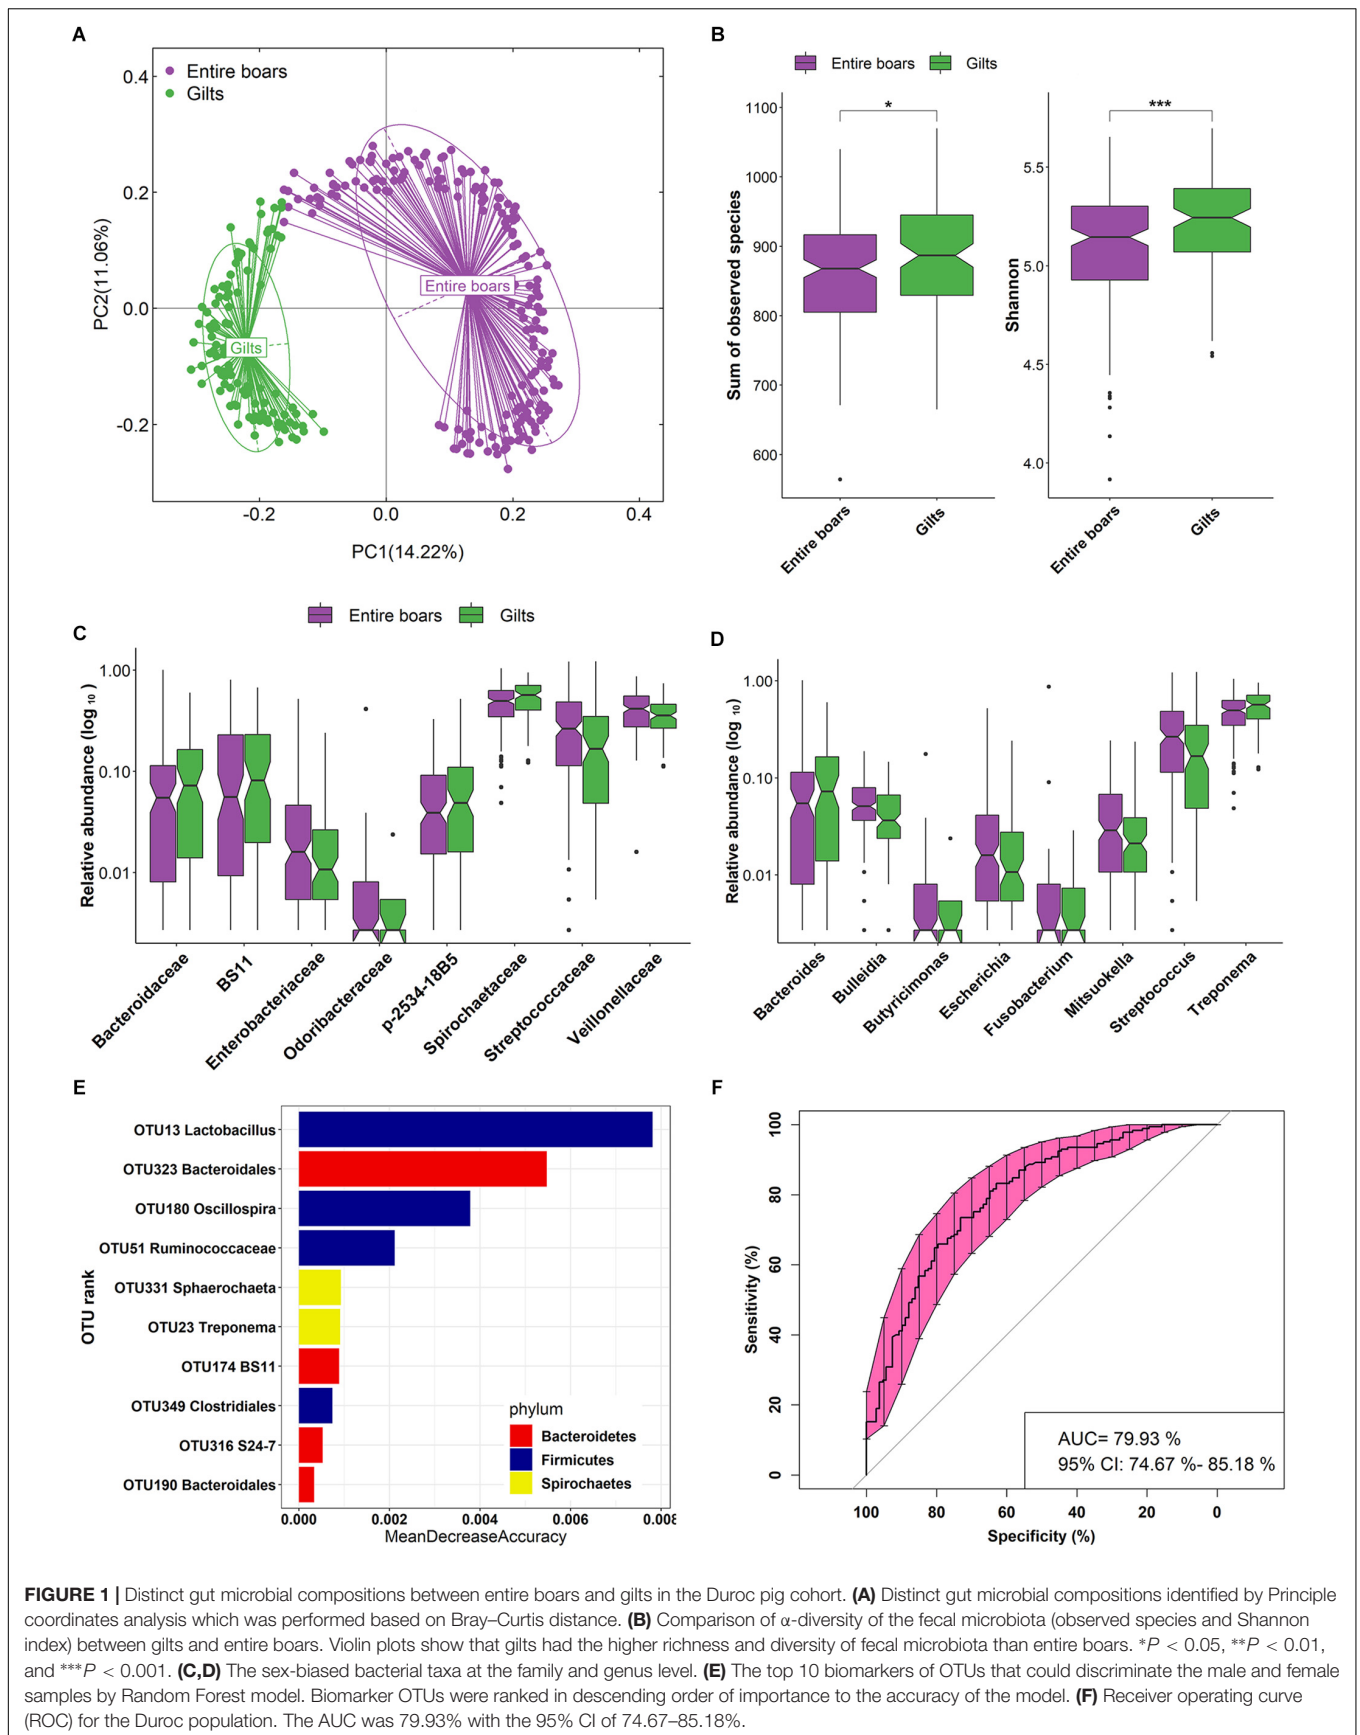 A
Entire boars
Gilts
0.4
0.2
0.0
-0.2
PC2(11.06%)
Entire boars
Gilts
-0.2
0.0
0.2
0.4
PC1(14.22%)
B
Entire boars
Gilts
*
1100
1000
900
800
700
600
Sum of observed species
Entire boars
Gilts
***
5.5
5.0
4.5
4.0
Shannon
Entire boars
Gilts
Entire boars
Gilts
C
1.00
0.10
0.01
Relative abundance (log 10)
Bacteroidaceae
BS11
Enterobacteriaceae
Odoribacteraceae
p-2534-18B5
Spirochaetaceae
Streptococcaceae
Veillonellaceae
D
1.00
0.10
0.01
Relative abundance (log 10)
Bacteroides
Bulleidia
Butyricimonas
Escherichia
Fusobacterium
Mitsuokella
Streptococcus
Treponema
E
OTU rank
OTU13 Lactobacillus
OTU323 Bacteroidales
OTU180 Oscillospira
OTU51 Ruminococcaceae
OTU331 Sphaerochaeta
OTU23 Treponema
OTU174 BS11
OTU349 Clostridiales
OTU316 S24-7
OTU190 Bacteroidales
phylum
Bacteroidetes
Firmicutes
Spirochaetes
0.000
0.002
0.004
0.006
0.008
MeanDecreaseAccuracy
F
100
80
60
40
20
0
Sensitivity (%)
AUC= 79.93 %
95% CI: 74.67 %- 85.18 %
100
80
60
40
20
0
Specificity (%)
FIGURE 1 | Distinct gut microbial compositions between entire boars and gilts in the Duroc pig cohort. (A) Distinct gut microbial compositions identified by Principle
coordinates analysis which was performed based on Bray–Curtis distance. (B) Comparison of α-diversity of the fecal microbiota (observed species and Shannon
index) between gilts and entire boars. Violin plots show that gilts had the higher richness and diversity of fecal microbiota than entire boars. *P < 0.05, **P < 0.01,
and ***P < 0.001. (C,D) The sex-biased bacterial taxa at the family and genus level. (E) The top 10 biomarkers of OTUs that could discriminate the male and female
samples by Random Forest model. Biomarker OTUs were ranked in descending order of importance to the accuracy of the model. (F) Receiver operating curve
(ROC) for the Duroc population. The AUC was 79.93% with the 95% CI of 74.67–85.18%.